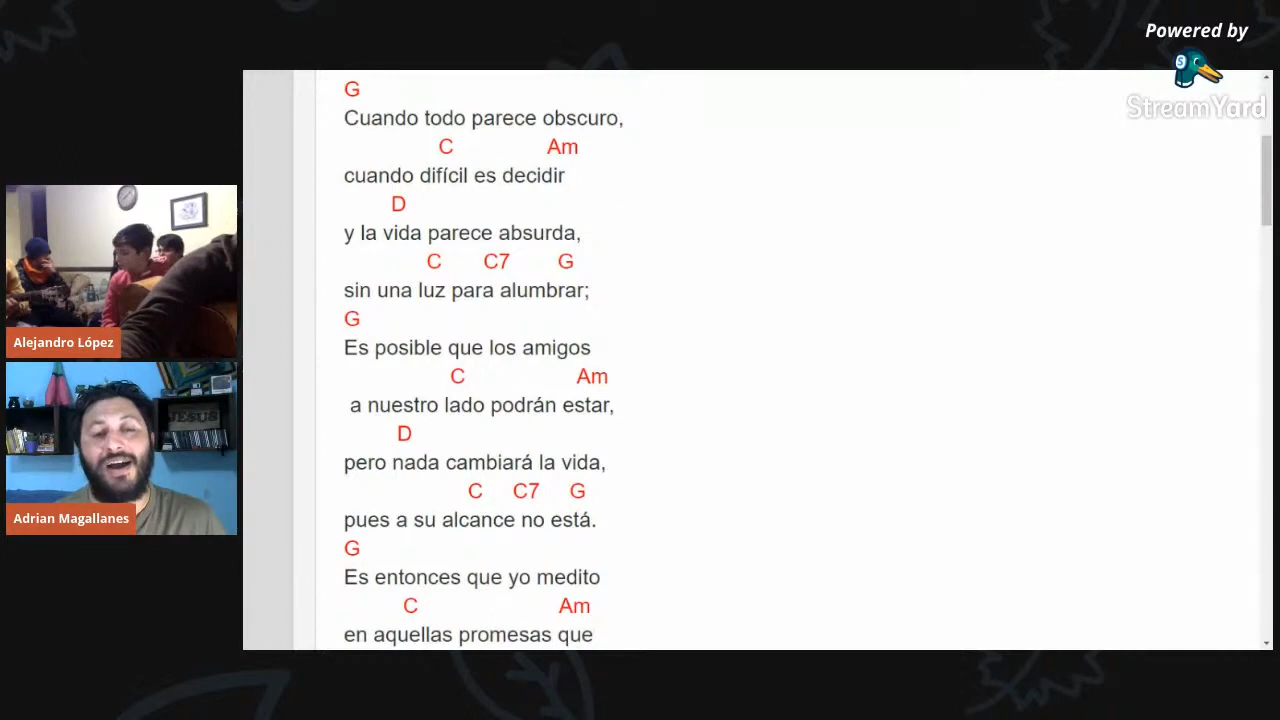 Powered by
StreamYard
G
Cuando todo parece obscuro,
C Am
cuando difícil es decidir
D
y la vida parece absurda,
C C7 G
sin una luz para alumbrar;
G
Es posible que los amigos
C Am
a nuestro lado podrán estar,
D
pero nada cambiará la vida,
C C7 G
pues a su alcance no está.
G
Es entonces que yo medito
C Am
en aquellas promesas que
Alejandro López
JESUS
Adrian Magallanes